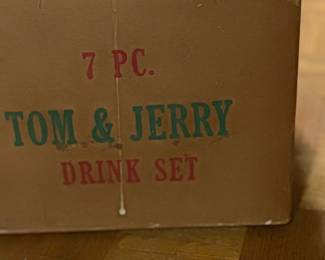 7 PC.
TOM & JERRY
DRINK SET